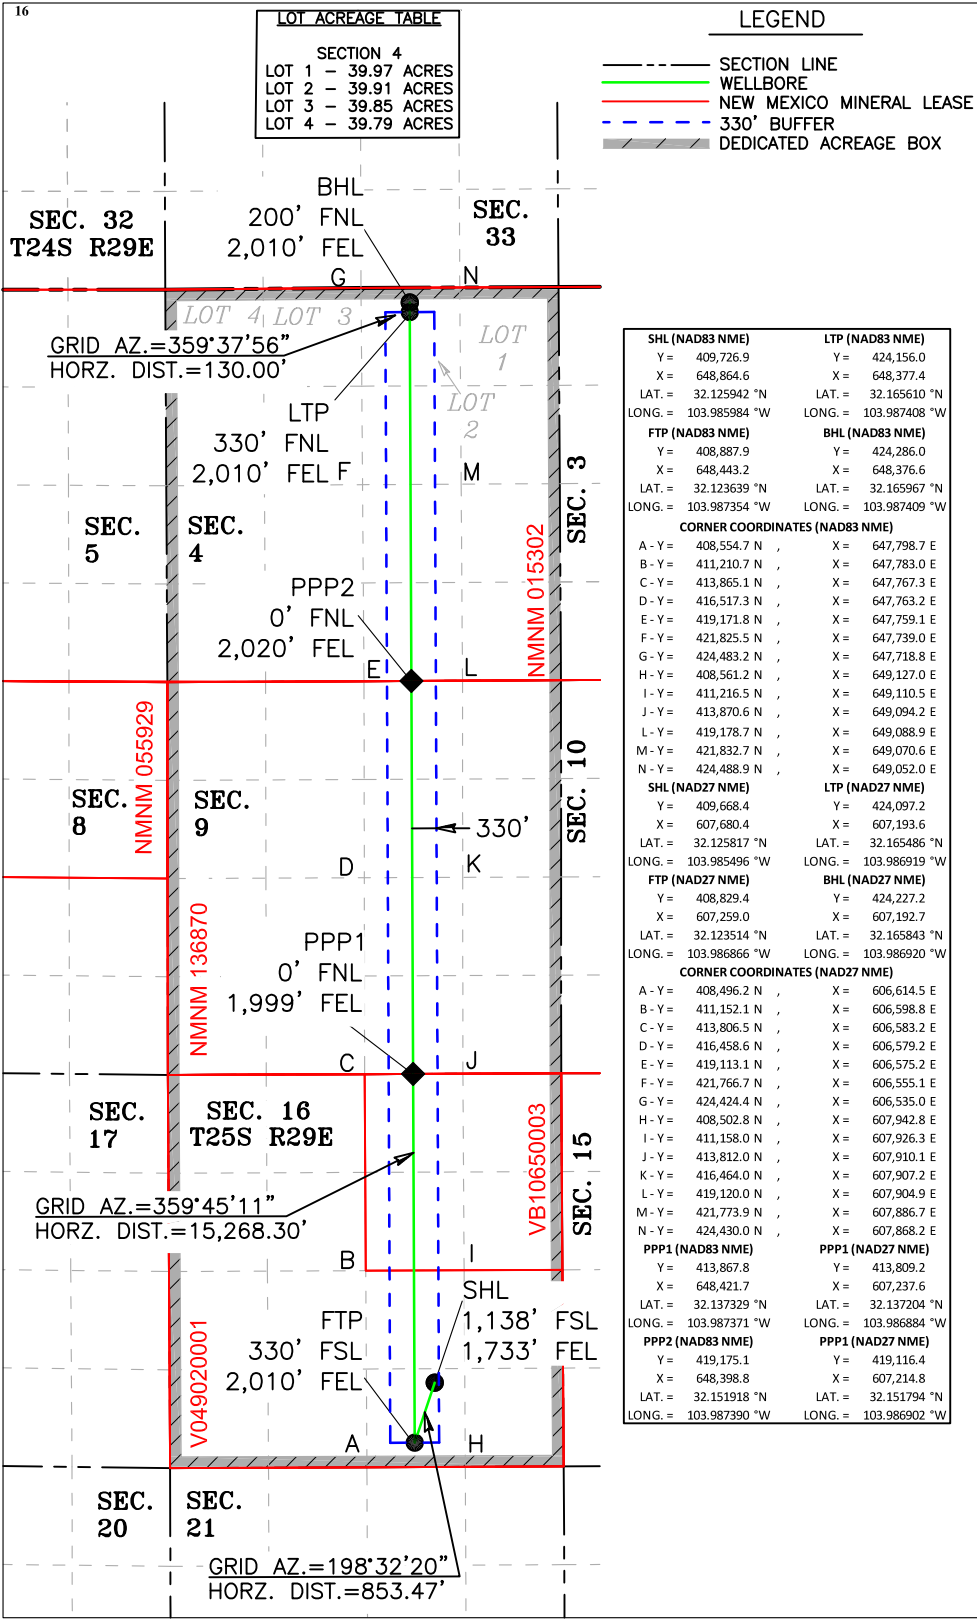 16
LOT ACREAGE TABLE
SECTION 4
LOT 1 – 39.97 ACRES
LOT 2 – 39.91 ACRES
LOT 3 – 39.85 ACRES
LOT 4 – 39.79 ACRES
LEGEND
SECTION LINE
WELLBORE
NEW MEXICO MINERAL LEASE
330' BUFFER
DEDICATED ACREAGE BOX
SEC. 32
T24S R29E
BHL
200' FNL
2,010' FEL
SEC.
33
G
N
LOT 4
LOT 3
LOT
1
LOT
2
GRID AZ.=359°37'56"
HORZ. DIST.=130.00'
LTP
330' FNL
2,010' FEL
F
M
SEC.
5
SEC.
4
SEC. 3
NMNM 015302
PPP2
0' FNL
2,020' FEL
E
L
NMNM 055929
SEC.
8
SEC.
9
SEC. 10
330'
D
K
NMNM 136870
PPP1
0' FNL
1,999' FEL
C
J
SEC.
17
SEC. 16
T25S R29E
VB10650003
SEC. 15
GRID AZ.=359°45'11"
HORZ. DIST.=15,268.30'
B
I
SHL
1,138' FSL
1,733' FEL
FTP
330' FSL
2,010' FEL
V049020001
A
H
SEC.
20
SEC.
21
GRID AZ.=198°32'20"
HORZ. DIST.=853.47'
SHL (NAD83 NME) LTP (NAD83 NME)
Y = 409,726.9 Y = 424,156.0
X = 648,864.6 X = 648,377.4
LAT. = 32.125942 °N LAT. = 32.165610 °N
LONG. = 103.985984 °W LONG. = 103.987408 °W
FTP (NAD83 NME) BHL (NAD83 NME)
Y = 408,887.9 Y = 424,286.0
X = 648,443.2 X = 648,376.6
LAT. = 32.123639 °N LAT. = 32.165967 °N
LONG. = 103.987354 °W LONG. = 103.987409 °W
CORNER COORDINATES (NAD83 NME)
A - Y = 408,554.7 N , X = 647,798.7 E
B - Y = 411,210.7 N , X = 647,783.0 E
C - Y = 413,865.1 N , X = 647,767.3 E
D - Y = 416,517.3 N , X = 647,763.2 E
E - Y = 419,171.8 N , X = 647,759.1 E
F - Y = 421,825.5 N , X = 647,739.0 E
G - Y = 424,483.2 N , X = 647,718.8 E
H - Y = 408,561.2 N , X = 649,127.0 E
I - Y = 411,216.5 N , X = 649,110.5 E
J - Y = 413,870.6 N , X = 649,094.2 E
L - Y = 419,178.7 N , X = 649,088.9 E
M - Y = 421,832.7 N , X = 649,070.6 E
N - Y = 424,488.9 N , X = 649,052.0 E
SHL (NAD27 NME) LTP (NAD27 NME)
Y = 409,668.4 Y = 424,097.2
X = 607,680.4 X = 607,193.6
LAT. = 32.125817 °N LAT. = 32.165486 °N
LONG. = 103.985496 °W LONG. = 103.986919 °W
FTP (NAD27 NME) BHL (NAD27 NME)
Y = 408,829.4 Y = 424,227.2
X = 607,259.0 X = 607,192.7
LAT. = 32.123514 °N LAT. = 32.165843 °N
LONG. = 103.986866 °W LONG. = 103.986920 °W
CORNER COORDINATES (NAD27 NME)
A - Y = 408,496.2 N , X = 606,614.5 E
B - Y = 411,152.1 N , X = 606,598.8 E
C - Y = 413,806.5 N , X = 606,583.2 E
D - Y = 416,458.6 N , X = 606,579.2 E
E - Y = 419,113.1 N , X = 606,575.2 E
F - Y = 421,766.7 N , X = 606,555.1 E
G - Y = 424,424.4 N , X = 606,535.0 E
H - Y = 408,502.8 N , X = 607,942.8 E
I - Y = 411,158.0 N , X = 607,926.3 E
J - Y = 413,812.0 N , X = 607,910.1 E
K - Y = 416,464.0 N , X = 607,907.2 E
L - Y = 419,120.0 N , X = 607,904.9 E
M - Y = 421,773.9 N , X = 607,886.7 E
N - Y = 424,430.0 N , X = 607,868.2 E
PPP1 (NAD83 NME) PPP1 (NAD27 NME)
Y = 413,867.8 Y = 413,809.2
X = 648,421.7 X = 607,237.6
LAT. = 32.137329 °N LAT. = 32.137204 °N
LONG. = 103.987371 °W LONG. = 103.986884 °W
PPP2 (NAD83 NME) PPP1 (NAD27 NME)
Y = 419,175.1 Y = 419,116.4
X = 648,398.8 X = 607,214.8
LAT. = 32.151918 °N LAT. = 32.151794 °N
LONG. = 103.987390 °W LONG. = 103.986902 °W